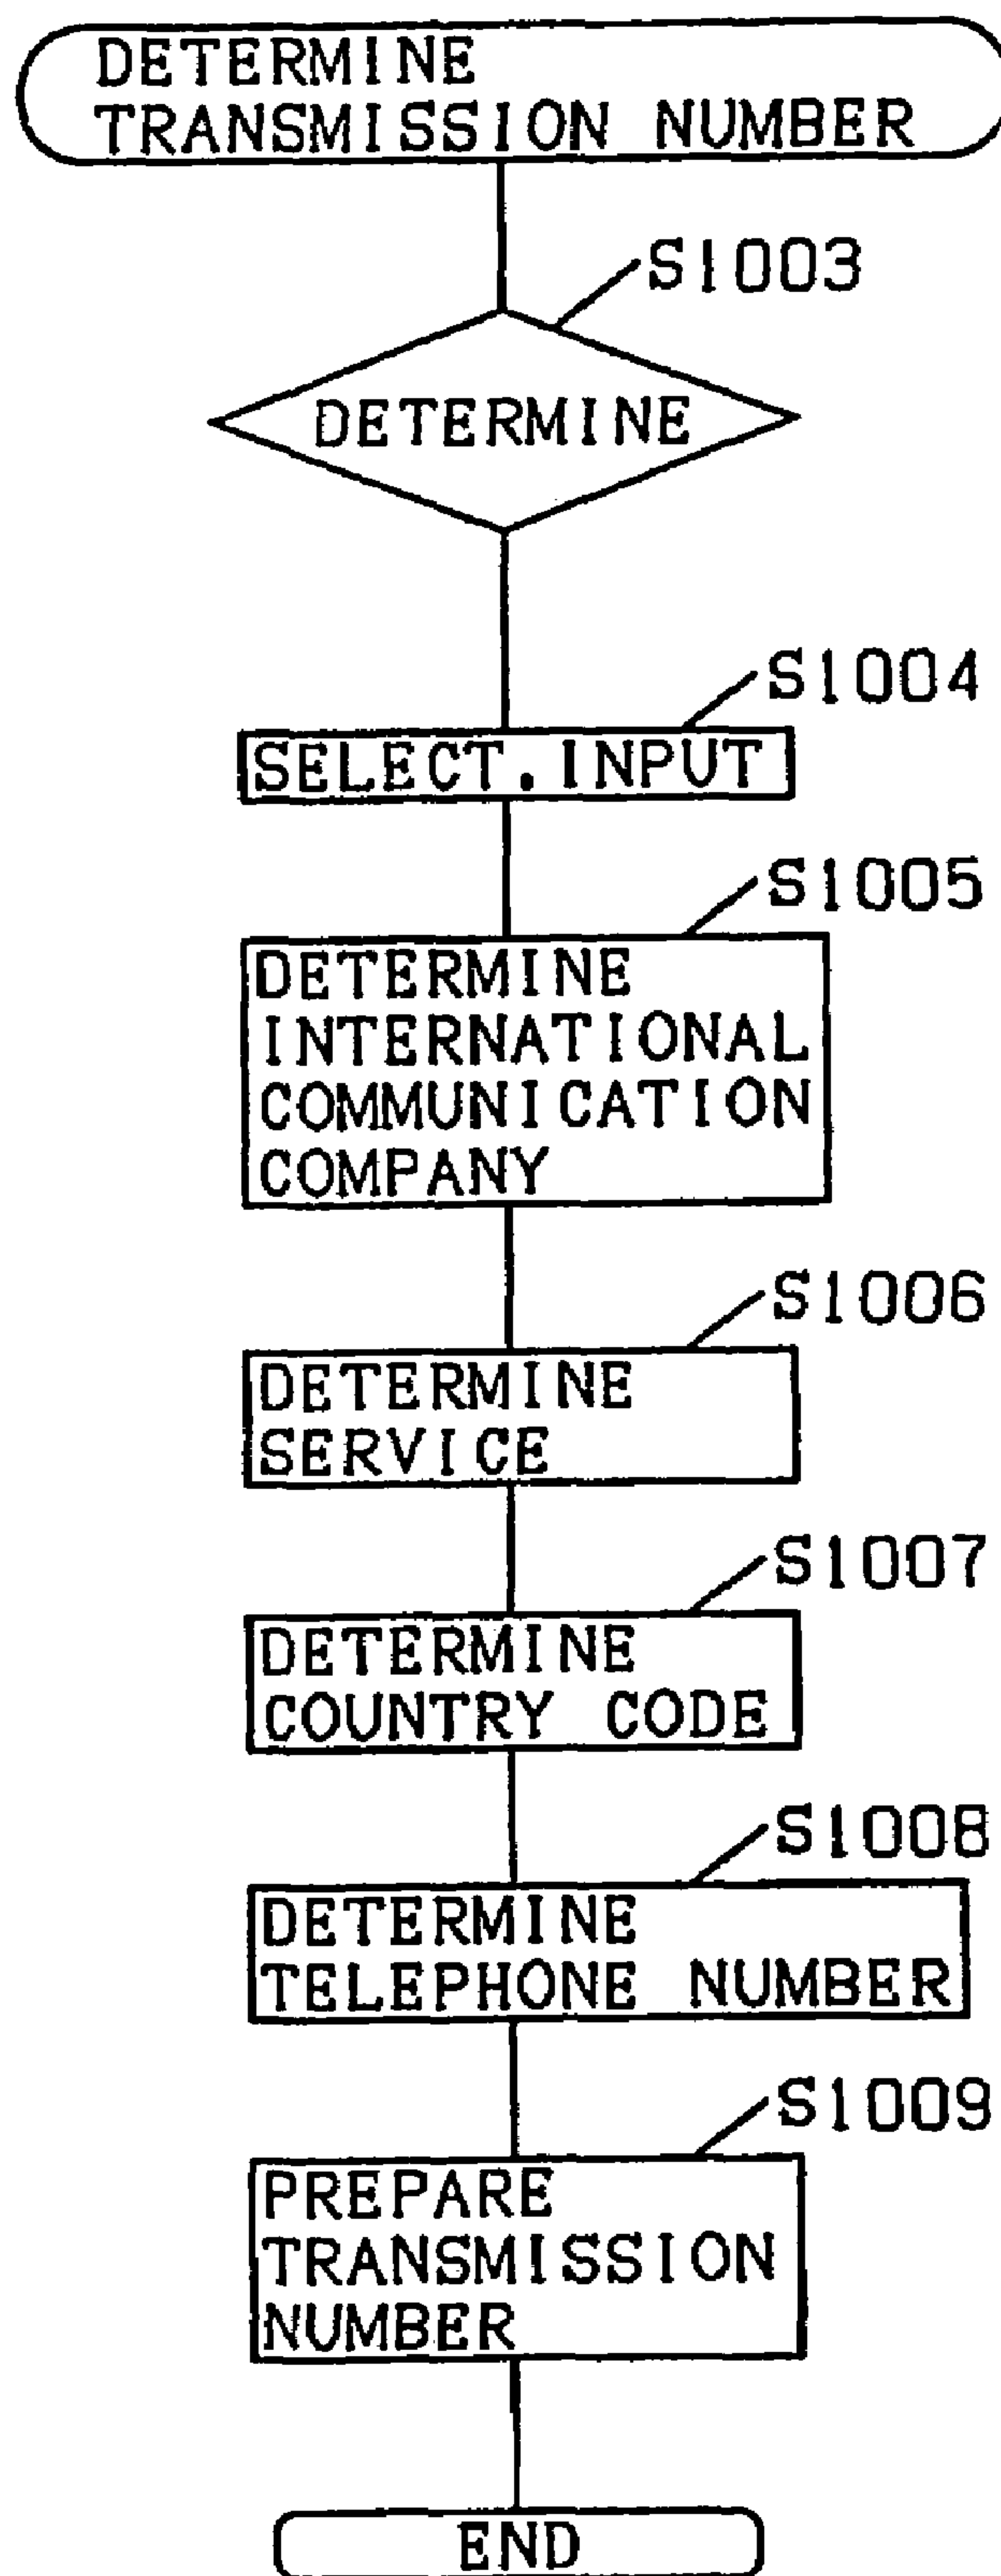 DETERMINE
TRANSMISSION NUMBER
S1003
DETERMINE
S1004
SELECT.INPUT
S1005
DETERMINE
INTERNATIONAL
COMMUNICATION
COMPANY
S1006
DETERMINE
SERVICE
S1007
DETERMINE
COUNTRY CODE
S1008
DETERMINE
TELEPHONE NUMBER
S1009
PREPARE
TRANSMISSION
NUMBER
END